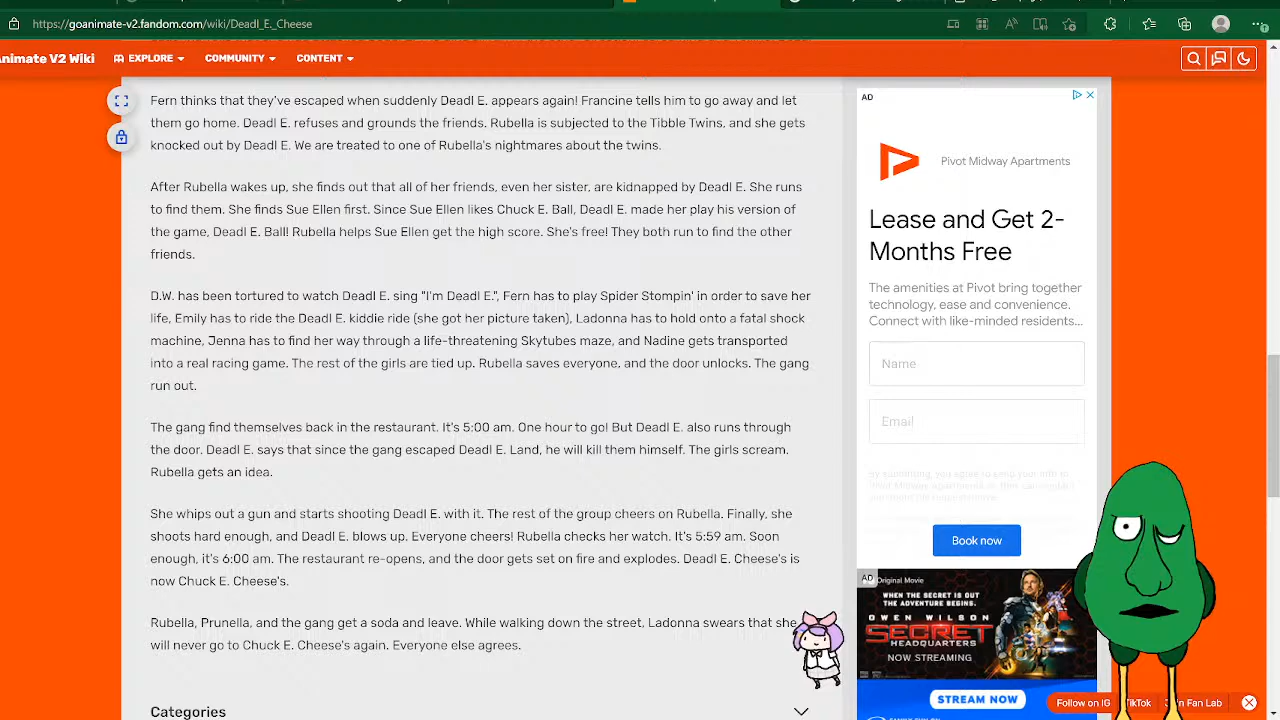 https://goanimate-v2.fandom.com/wiki/Deadl_E._Cheese
Animate V2 Wiki
EXPLORE
COMMUNITY
CONTENT
Fern thinks that they've escaped when suddenly Deadl E. appears again! Francine tells him to go away and let
them go home. Deadl E. refuses and grounds the friends. Rubella is subjected to the Tibble Twins, and she gets
knocked out by Deadl E. We are treated to one of Rubella's nightmares about the twins.
After Rubella wakes up, she finds out that all of her friends, even her sister, are kidnapped by Deadl E. She runs
to find them. She finds Sue Ellen first. Since Sue Ellen likes Chuck E. Ball, Deadl E. made her play his version of
the game, Deadl E. Ball! Rubella helps Sue Ellen get the high score. She's free! They both run to find the other
friends.
D.W. has been tortured to watch Deadl E. sing "I'm Deadl E.", Fern has to play Spider Stompin' in order to save her
life, Emily has to ride the Deadl E. kiddie ride (she got her picture taken), Ladonna has to hold onto a fatal shock
machine, Jenna has to find her way through a life-threatening Skytubes maze, and Nadine gets transported
into a real racing game. The rest of the girls are tied up. Rubella saves everyone, and the door unlocks. The gang
run out.
The gang find themselves back in the restaurant. It's 5:00 am. One hour to go! But Deadl E. also runs through
the door. Deadl E. says that since the gang escaped Deadl E. Land, he will kill them himself. The girls scream.
Rubella gets an idea.
She whips out a gun and starts shooting Deadl E. with it. The rest of the group cheers on Rubella. Finally, she
shoots hard enough, and Deadl E. blows up. Everyone cheers! Rubella checks her watch. It's 5:59 am. Soon
enough, it's 6:00 am. The restaurant re-opens, and the door gets set on fire and explodes. Deadl E. Cheese's is
now Chuck E. Cheese's.
Rubella, Prunella, and the gang get a soda and leave. While walking down the street, Ladonna swears that she
will never go to Chuck E. Cheese's again. Everyone else agrees.
Categories
AD
Pivot Midway Apartments
Lease and Get 2-
Months Free
The amenities at Pivot bring together
technology, ease and convenience.
Connect with like-minded residents...
Name
Email
By submitting, you agree to send your info to
Book now
AD
Original Movie
WHEN THE SECRET IS OUT
THE ADVENTURE BEGINS.
OWEN WILSON
SECRET
HEADQUARTERS
NOW STREAMING
STREAM NOW
Follow on IG
TikTok
Join Fan Lab